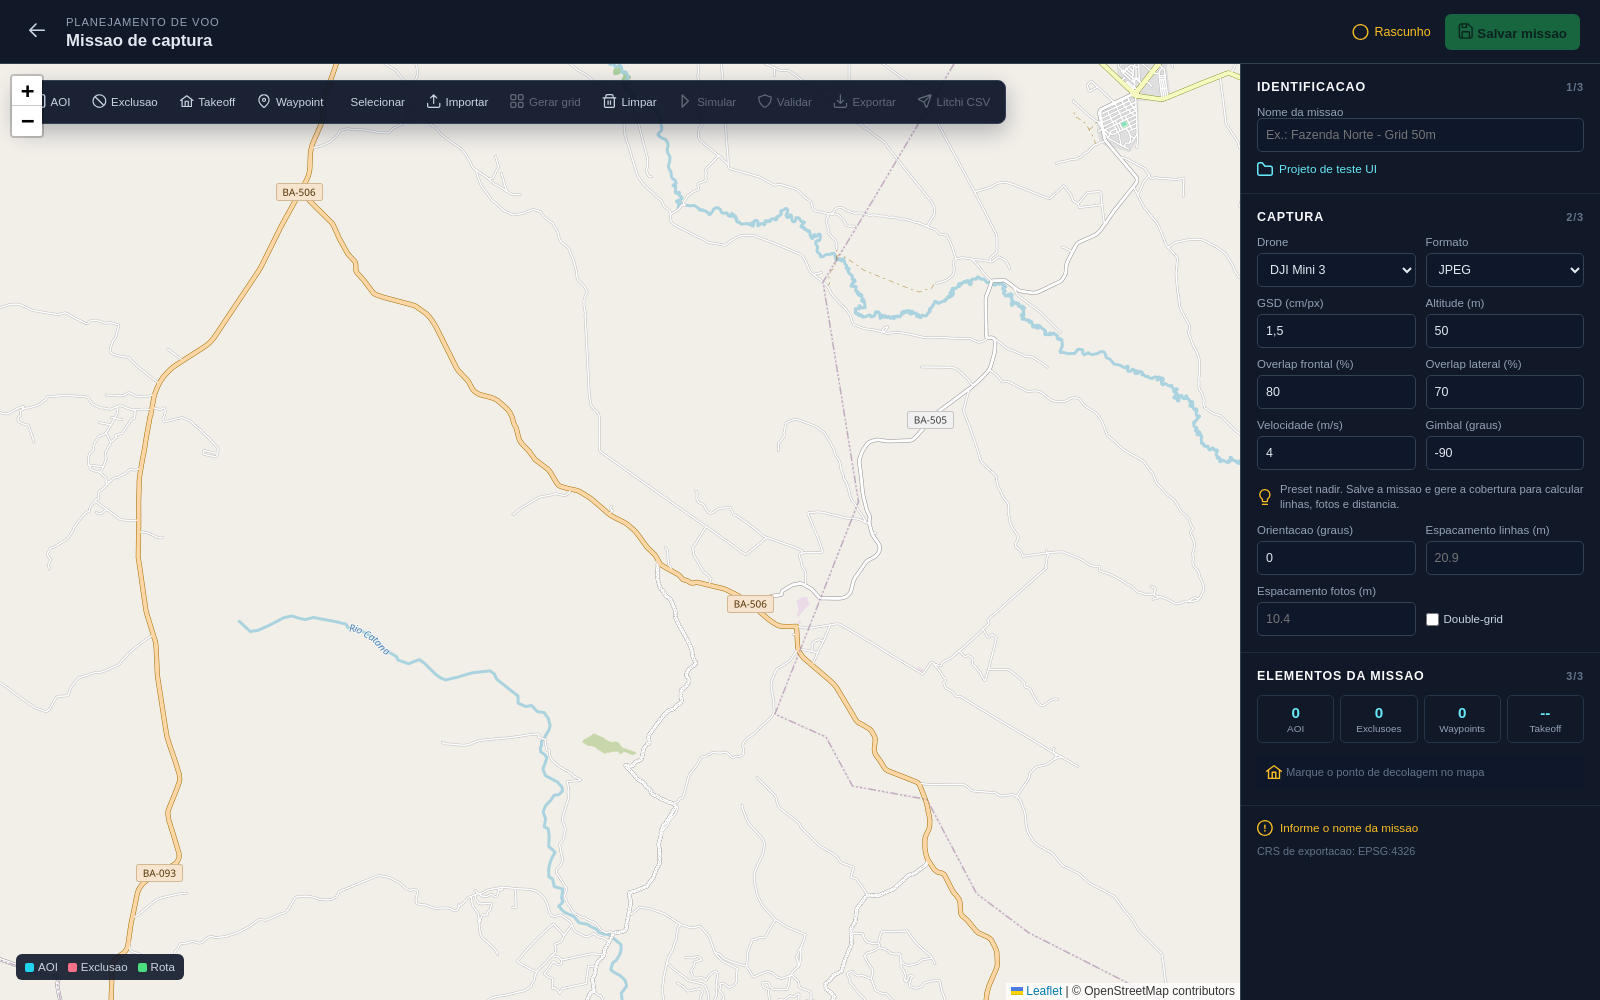 PLANEJAMENTO DE VOO
Missao de captura
Rascunho
Salvar missao
+
−
AOI
Exclusao
Takeoff
Waypoint
Selecionar
Importar
Gerar grid
Limpar
Simular
Validar
Exportar
Litchi CSV
BA-506
BA-505
BA-506
Rio Catana
BA-093
AOI
Exclusao
Rota
Leaflet | © OpenStreetMap contributors
IDENTIFICACAO 1/3
Nome da missao
Ex.: Fazenda Norte - Grid 50m
Projeto de teste UI
CAPTURA 2/3
Drone Formato
DJI Mini 3 JPEG
GSD (cm/px) Altitude (m)
1,5 50
Overlap frontal (%) Overlap lateral (%)
80 70
Velocidade (m/s) Gimbal (graus)
4 -90
Preset nadir. Salve a missao e gere a cobertura para calcular
linhas, fotos e distancia.
Orientacao (graus) Espacamento linhas (m)
0 20.9
Espacamento fotos (m)
10.4 Double-grid
ELEMENTOS DA MISSAO 3/3
0 0 0 --
AOI Exclusoes Waypoints Takeoff
Marque o ponto de decolagem no mapa
Informe o nome da missao
CRS de exportacao: EPSG:4326